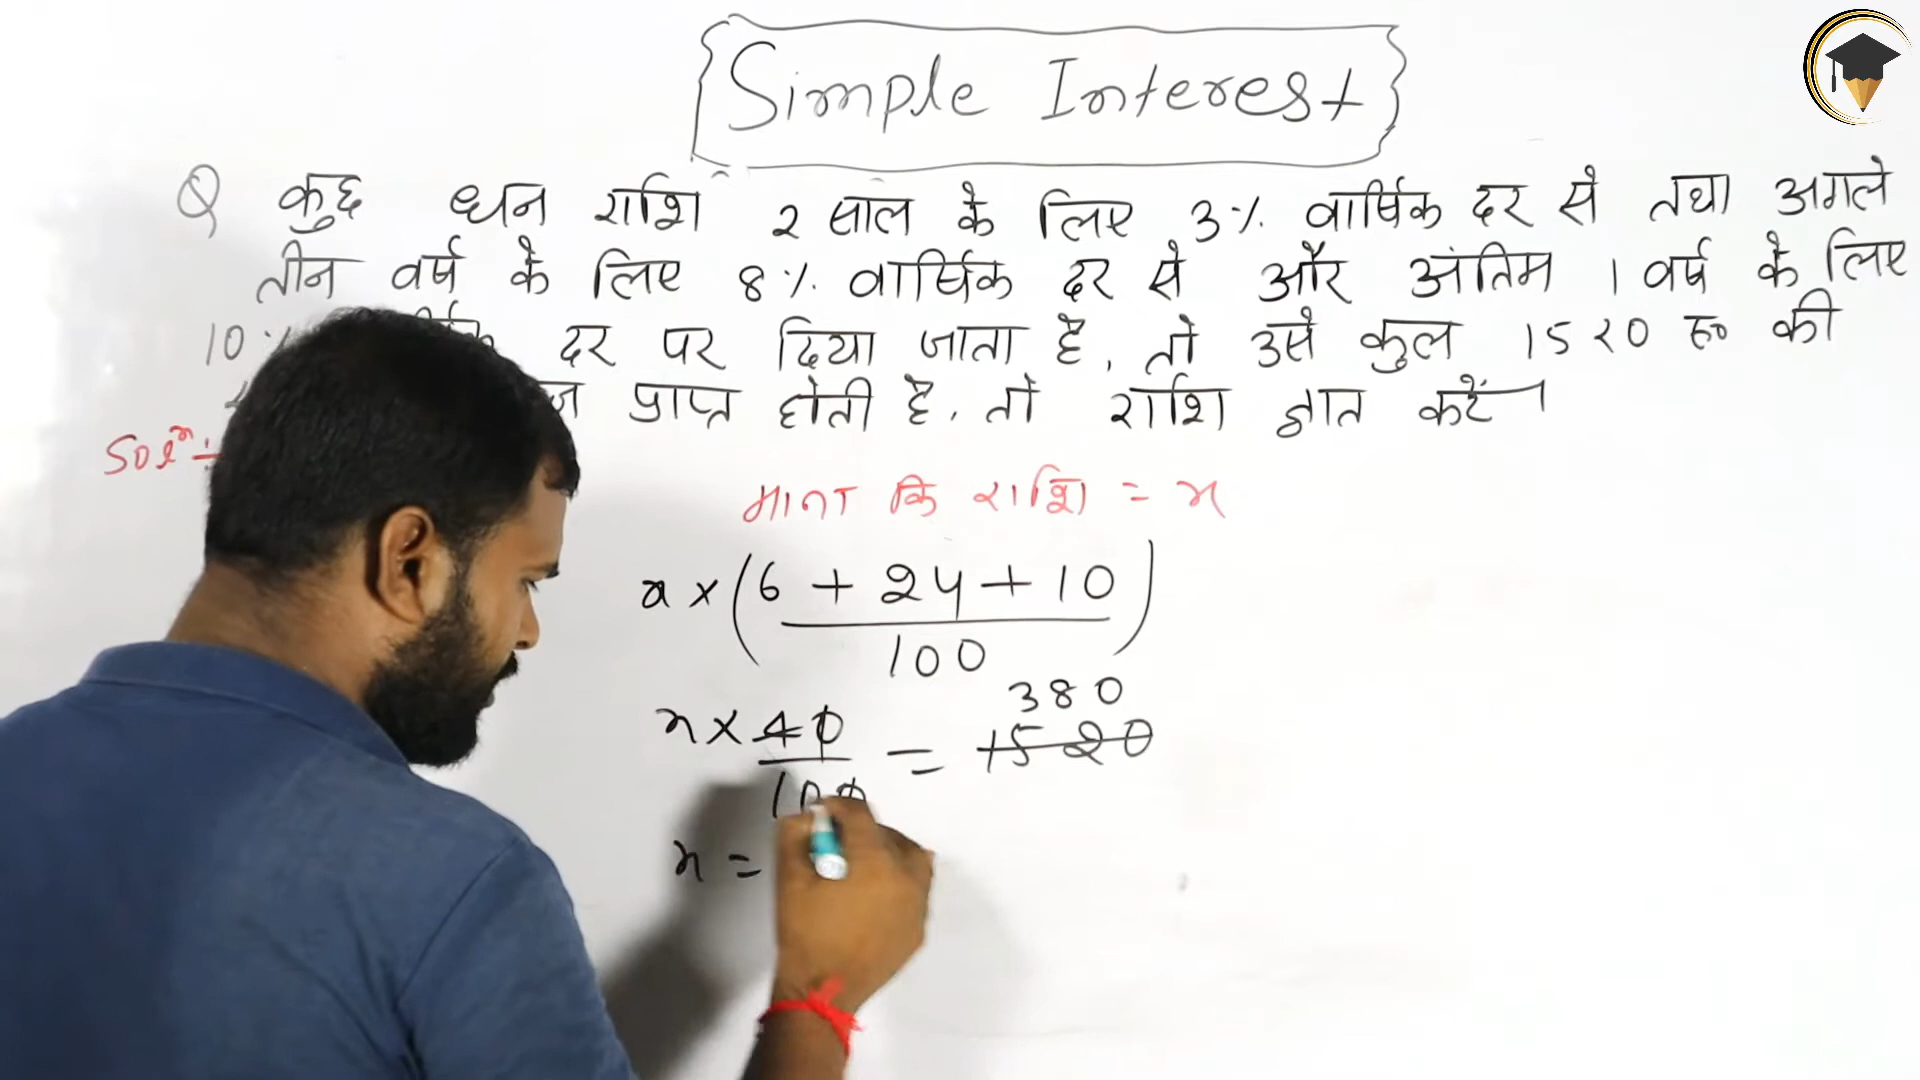 Simple Interest
Q कुछ धन राशि 2 साल के लिए 3% वार्षिक दर से तथा अगले
तीन वर्ष के लिए 8% वार्षिक दर से और अंतिम 1 वर्ष के लिए
10% दर पर दिया जाता है, तो उसे कुल 1520 रु० की
प्राप्त होती है, तो राशि ज्ञात करें।
Solⁿ ÷
माना कि राशि = x
x × (6 + 24 + 10)
100
380
x × 40 = 1520
100
x =